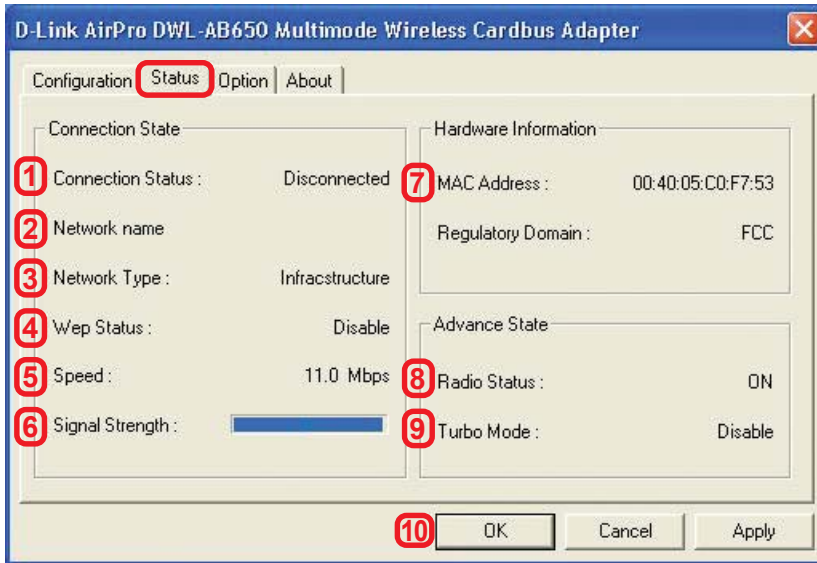 D-Link AirPro DWL-AB650 Multimode Wireless Cardbus Adapter
Configuration Status Option About
Connection State
1 Connection Status : Disconnected
2 Network name
3 Network Type : Infracstructure
4 Wep Status : Disable
5 Speed : 11.0 Mbps
6 Signal Strength :
Hardware Information
7 MAC Address : 00:40:05:C0:F7:53
Regulatory Domain : FCC
Advance State
8 Radio Status : ON
9 Turbo Mode : Disable
10 OK Cancel Apply